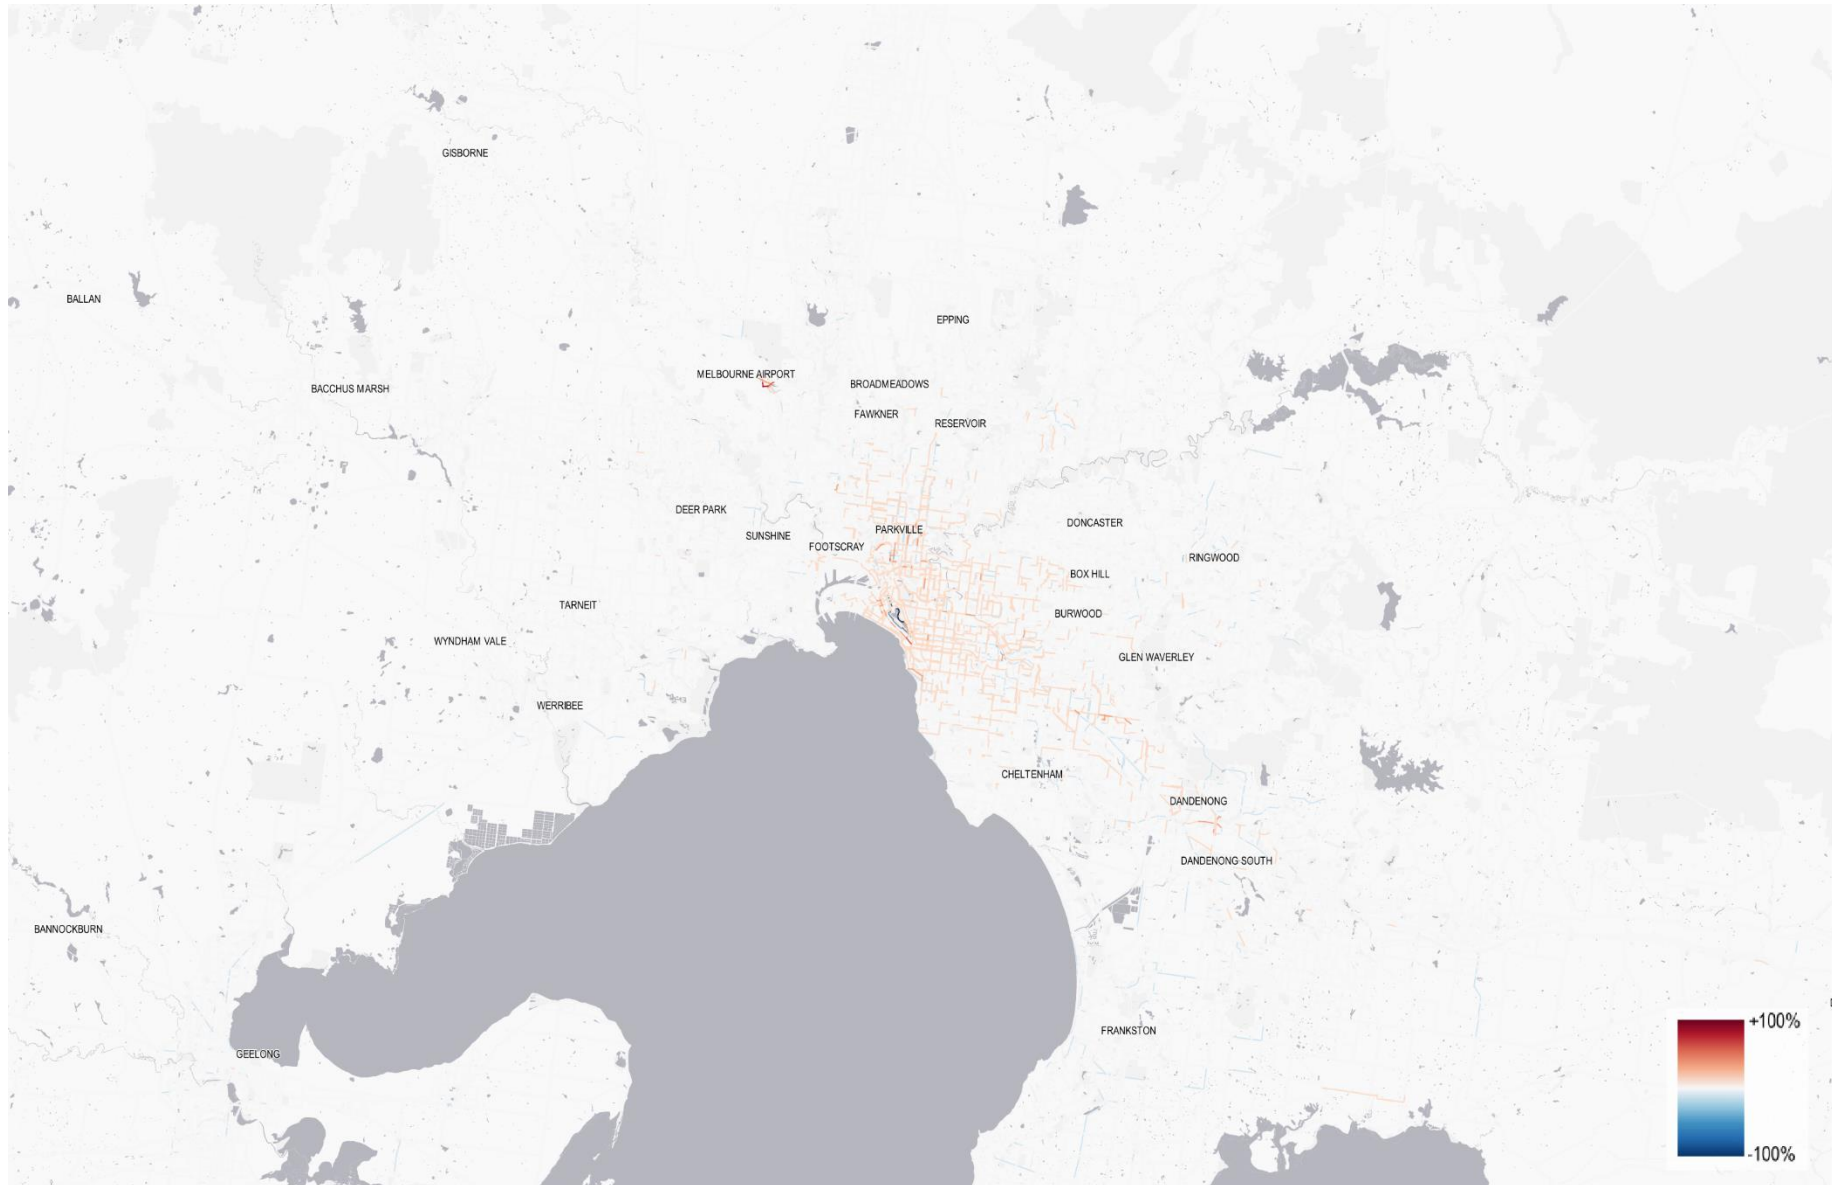 GISBORNE
BALLAN
EPPING
MELBOURNE AIRPORT
BROADMEADOWS
BACCHUS MARSH
FAWKNER
RESERVOIR
DEER PARK
DONCASTER
PARKVILLE
SUNSHINE
FOOTSCRAY
RINGWOOD
BOX HILL
TARNEIT
BURWOOD
WYNDHAM VALE
GLEN WAVERLEY
WERRIBEE
CHELTENHAM
DANDENONG
DANDENONG SOUTH
BANNOCKBURN
FRANKSTON
GEELONG
+100%
-100%